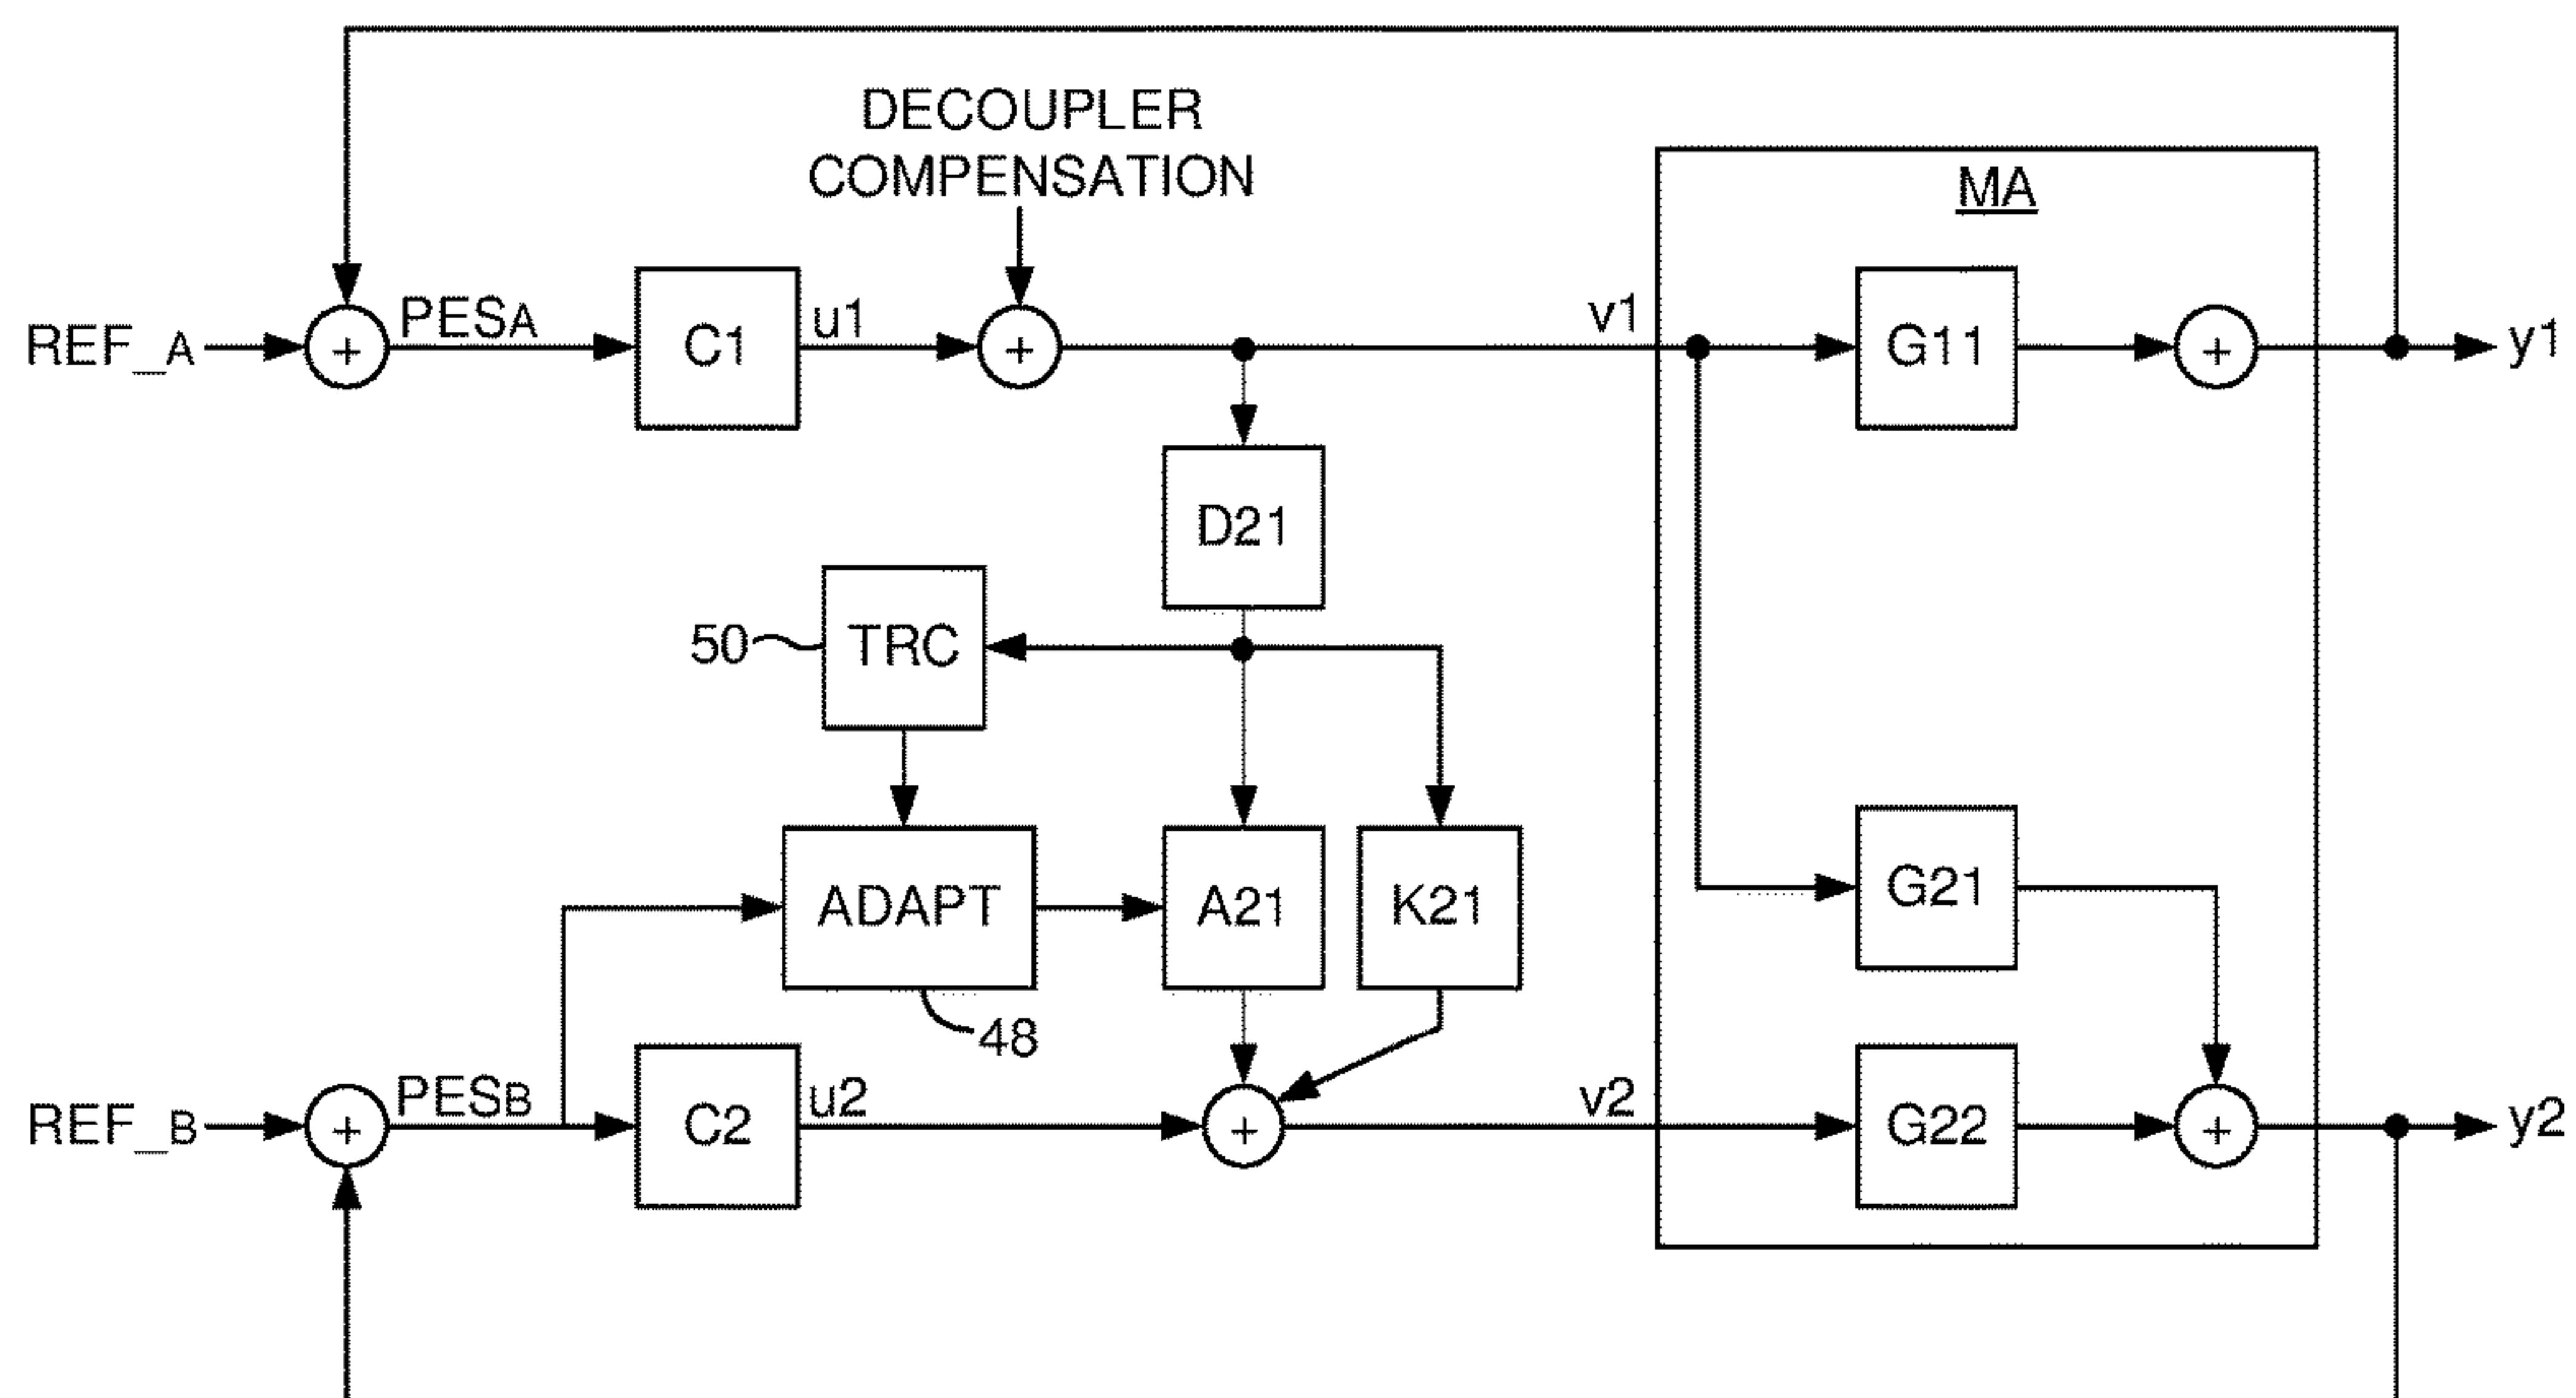 DECOUPLER
COMPENSATION
MA
REF_A
+
PESA
C1
u1
+
v1
G11
+
y1
D21
50
TRC
ADAPT
A21
K21
G21
48
REF_B
+
PESB
C2
u2
+
v2
G22
+
y2